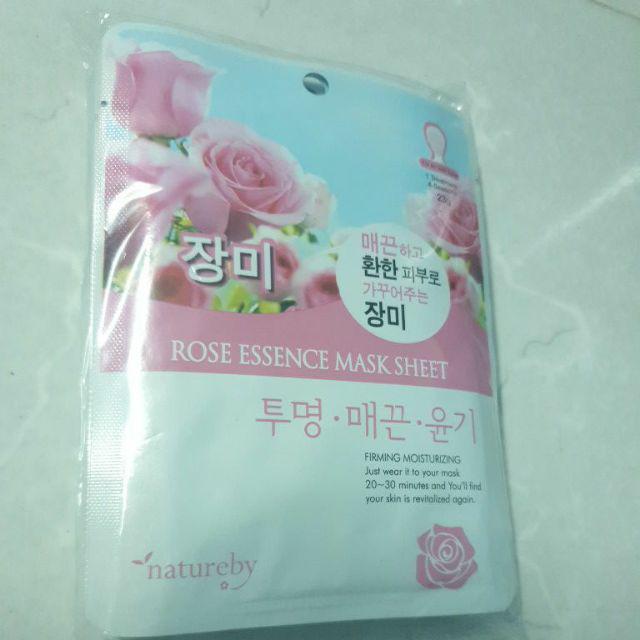 장미
매끈하고
환한 피부로
가꾸어주는
장미
ROSE ESSENCE MASK SHEET
투명·매끈·윤기
FIRMING MOISTURIZING
Just wear it to your mask
20~30 minutes and You'll find
your skin is revitalized again.
natureby